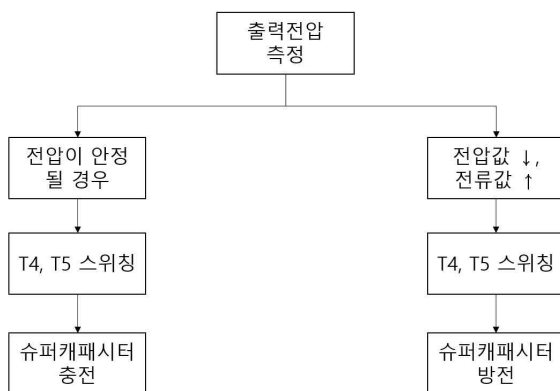 출력전압
측정
전압이 안정
될 경우
전압값 ↓,
전류값 ↑
T4, T5 스위칭
T4, T5 스위칭
슈퍼캐패시터
충전
슈퍼캐패시터
방전